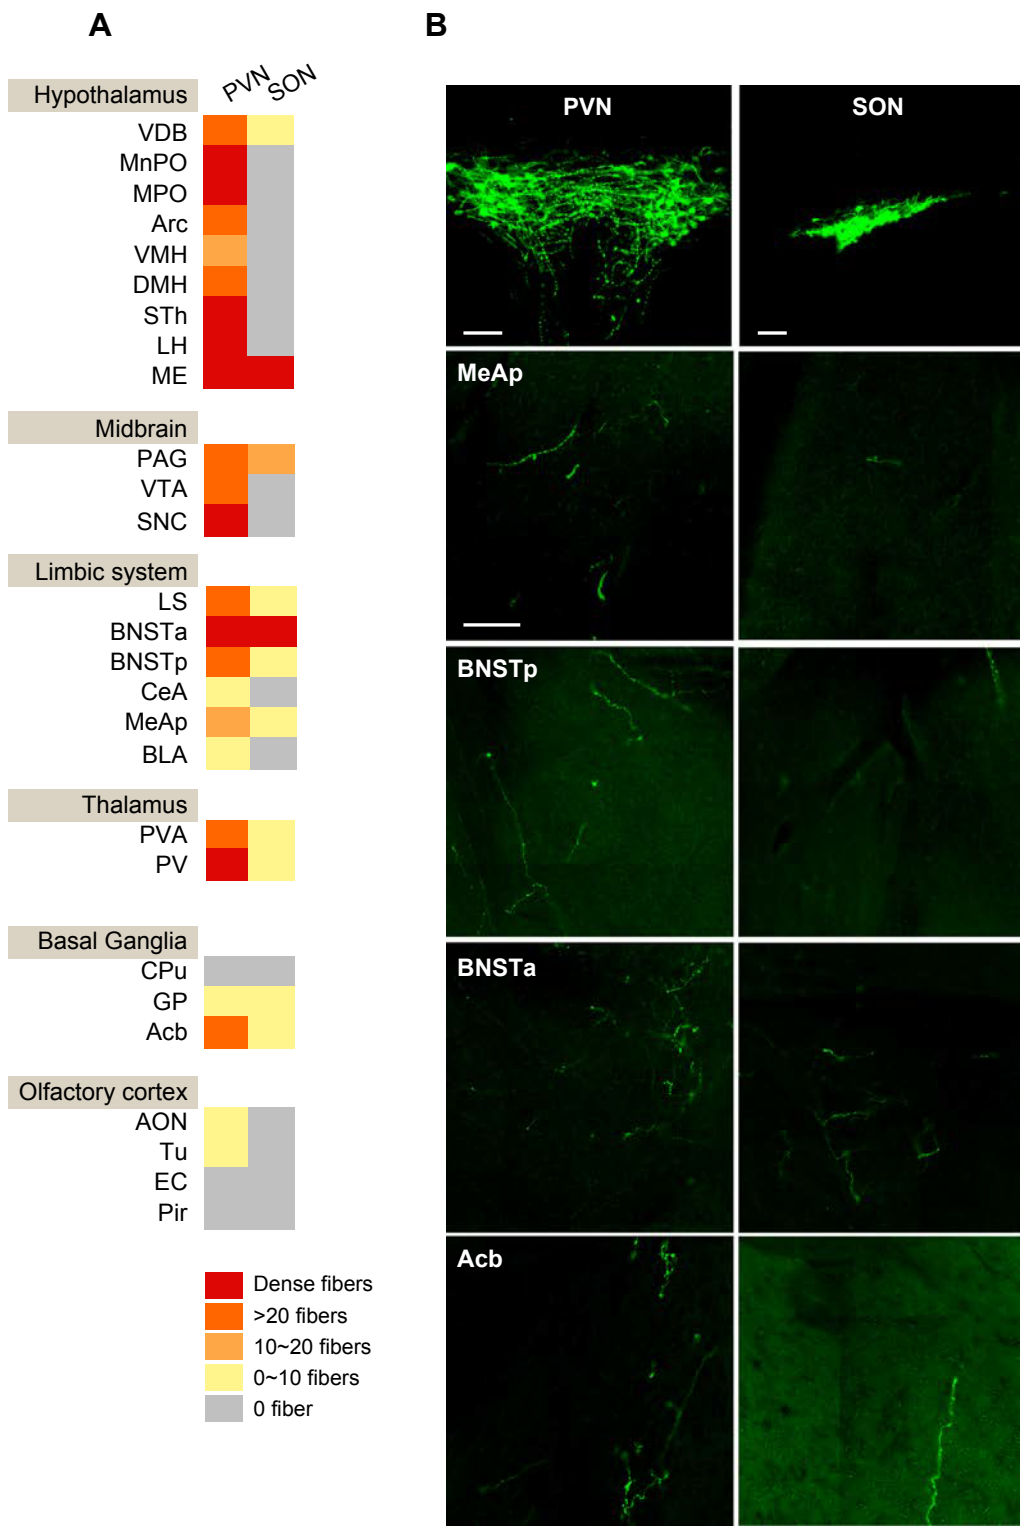 A
PVN SON
Hypothalamus
VDB
MnPO
MPO
Arc
VMH
DMH
STh
LH
ME
Midbrain
PAG
VTA
SNC
Limbic system
LS
BNSTa
BNSTp
CeA
MeAp
BLA
Thalamus
PVA
PV
Basal Ganglia
CPu
GP
Acb
Olfactory cortex
AON
Tu
EC
Pir
Dense fibers
>20 fibers
10~20 fibers
0~10 fibers
0 fiber
B
PVN SON
MeAp
BNSTp
BNSTa
Acb